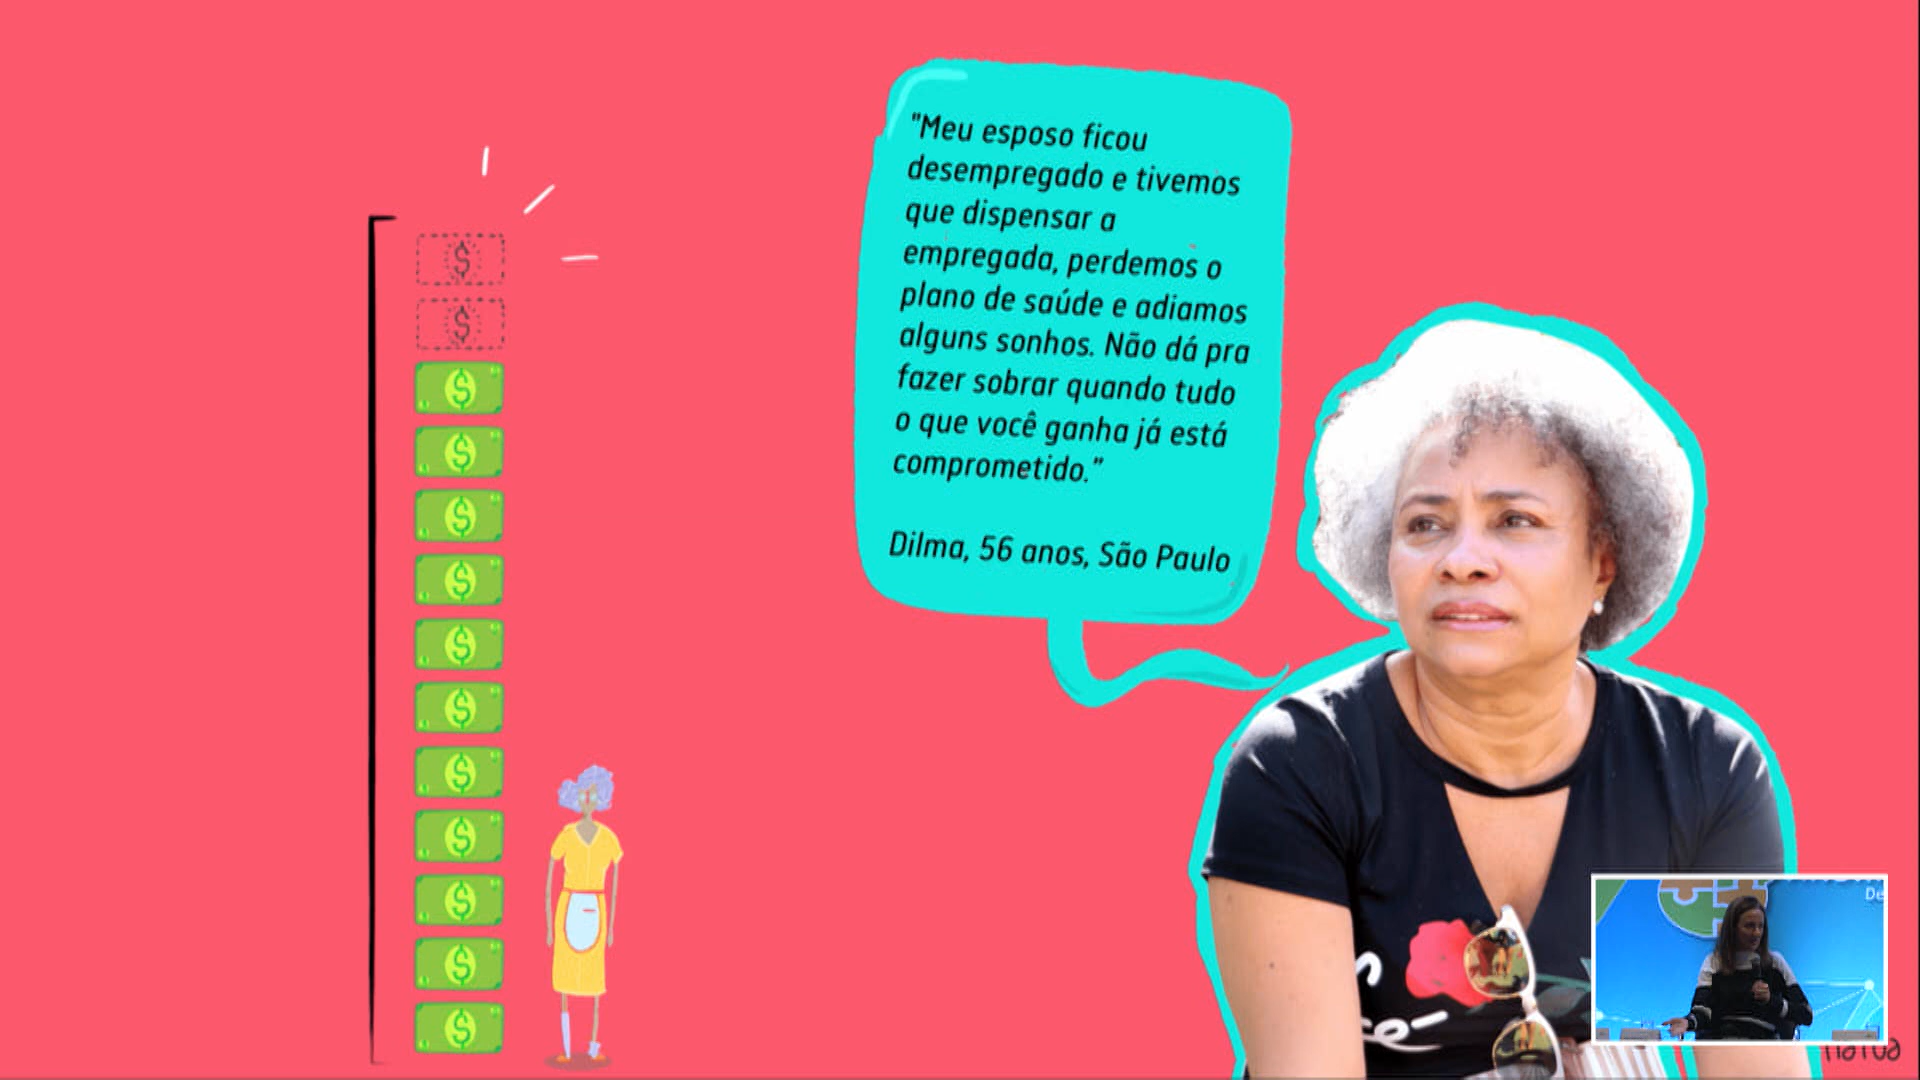 "Meu esposo ficou
desempregado e tivemos
que dispensar a
empregada, perdemos o
plano de saúde e adiamos
alguns sonhos. Não dá pra
fazer sobrar quando tudo
o que você ganha já está
comprometido."
Dilma, 56 anos, São Paulo
$
$
$
$
$
$
$
$
$
$
$
$
$
De